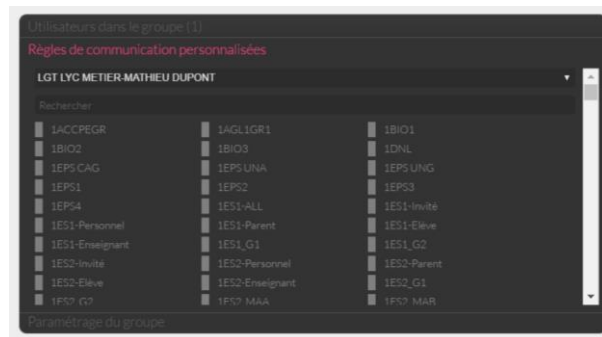 Utilisateurs dans le groupe (1)
Règles de communication personnalisées
LGT LYC METIER-MATHIEU DUPONT
Rechercher
1ACCPEGR 1AGL1GR1 1BIO1
1BIO2 1BIO3 1DNL
1EPS CAG 1EPS UNA 1EPS UNG
1EPS1 1EPS2 1EPS3
1EPS4 1ES1-ALL 1ES1-Invité
1ES1-Personnel 1ES1-Parent 1ES1-Elève
1ES1-Enseignant 1ES1_G1 1ES1_G2
1ES2-Invité 1ES2-Personnel 1ES2-Parent
1ES2-Elève 1ES2-Enseignant 1ES2_G1
1ES2_G2 1ES2_MAA 1ES2_MAB
Paramétrage du groupe